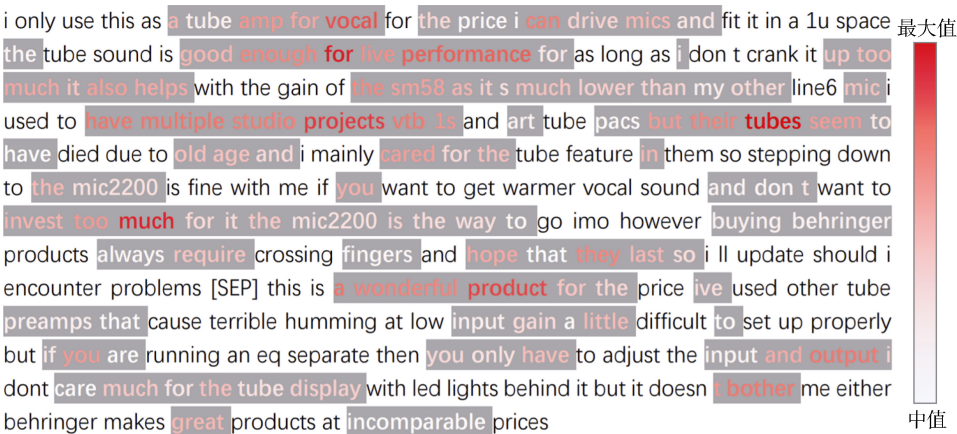 i only use this as a tube amp for vocal for the price i can drive mics and fit it in a 1u space
the tube sound is good enough for live performance for as long as i don t crank it up too
much it also helps with the gain of the sm58 as it s much lower than my other line6 mic i
used to have multiple studio projects vtb 1s and art tube pacs but their tubes seem to
have died due to old age and i mainly cared for the tube feature in them so stepping down
to the mic2200 is fine with me if you want to get warmer vocal sound and don t want to
invest too much for it the mic2200 is the way to go imo however buying behringer
products always require crossing fingers and hope that they last so i ll update should i
encounter problems [SEP] this is a wonderful product for the price ive used other tube
preamps that cause terrible humming at low input gain a little difficult to set up properly
but if you are running an eq separate then you only have to adjust the input and output i
dont care much for the tube display with led lights behind it but it doesn t bother me either
behringer makes great products at incomparable prices
最大值
中值